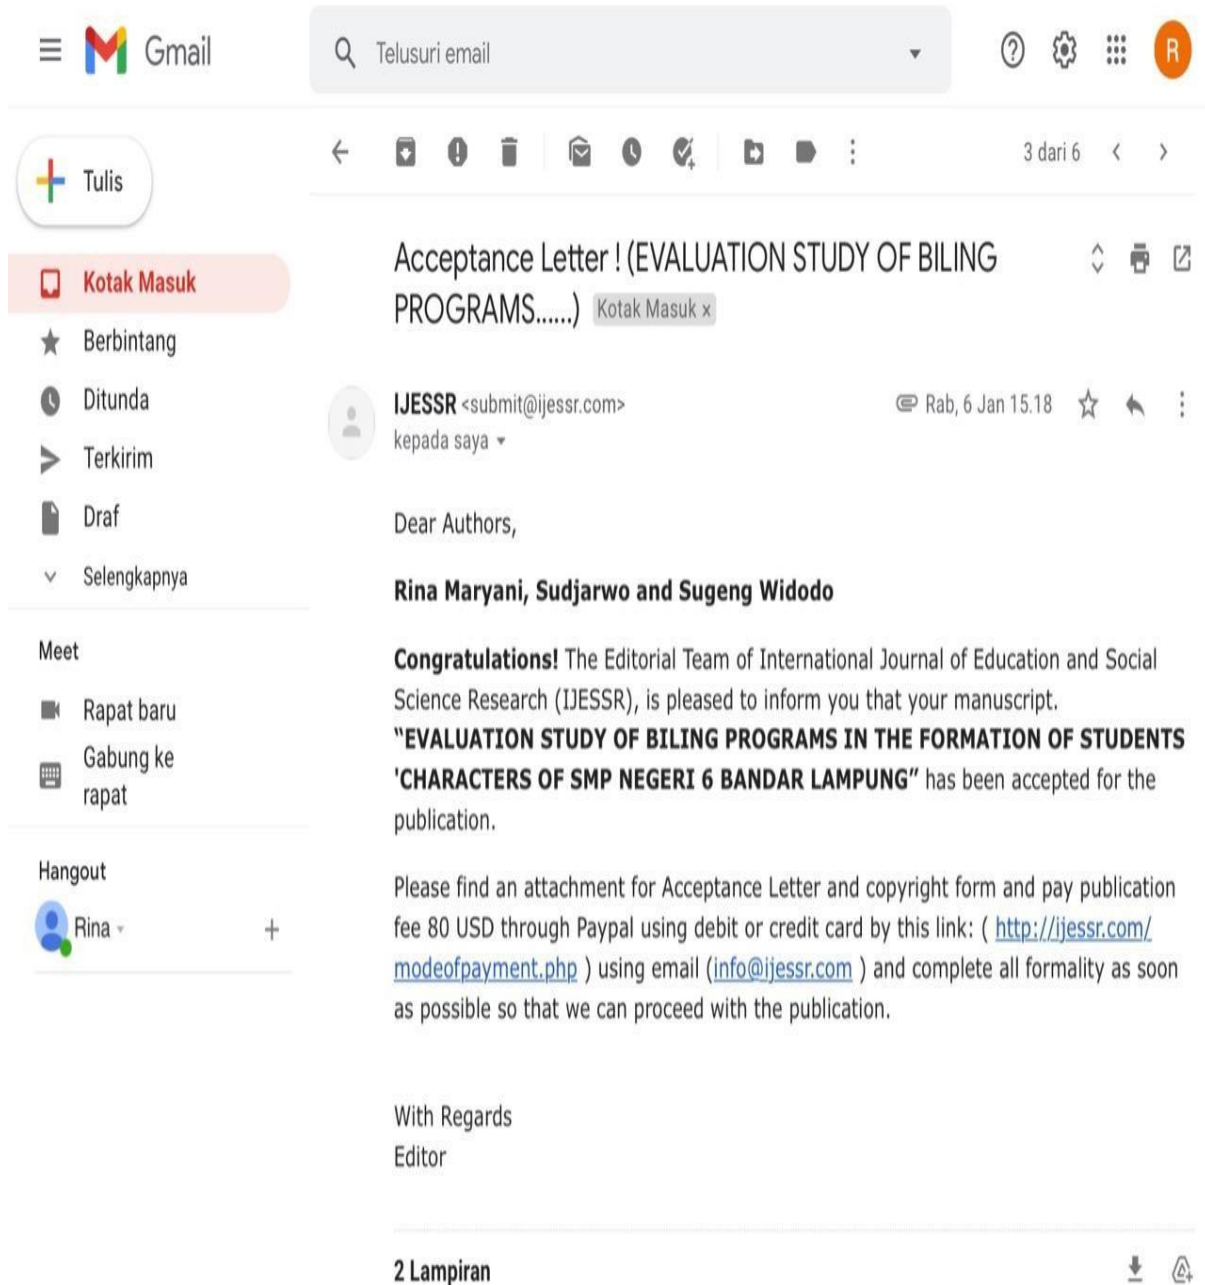 Gmail
Telusuri email
R
Tulis
3 dari 6
Kotak Masuk
Berbintang
Ditunda
Terkirim
Draf
Selengkapnya
Meet
Rapat baru
Gabung ke
rapat
Hangout
Rina
Acceptance Letter ! (EVALUATION STUDY OF BILING
PROGRAMS......) Kotak Masuk x
IJESSR <submit@ijessr.com> Rab, 6 Jan 15.18
kepada saya
Dear Authors,
Rina Maryani, Sudjarwo and Sugeng Widodo
Congratulations! The Editorial Team of International Journal of Education and Social
Science Research (IJESSR), is pleased to inform you that your manuscript.
“EVALUATION STUDY OF BILING PROGRAMS IN THE FORMATION OF STUDENTS
'CHARACTERS OF SMP NEGERI 6 BANDAR LAMPUNG” has been accepted for the
publication.
Please find an attachment for Acceptance Letter and copyright form and pay publication
fee 80 USD through Paypal using debit or credit card by this link: ( http://ijessr.com/
modeofpayment.php ) using email (info@ijessr.com ) and complete all formality as soon
as possible so that we can proceed with the publication.
With Regards
Editor
2 Lampiran